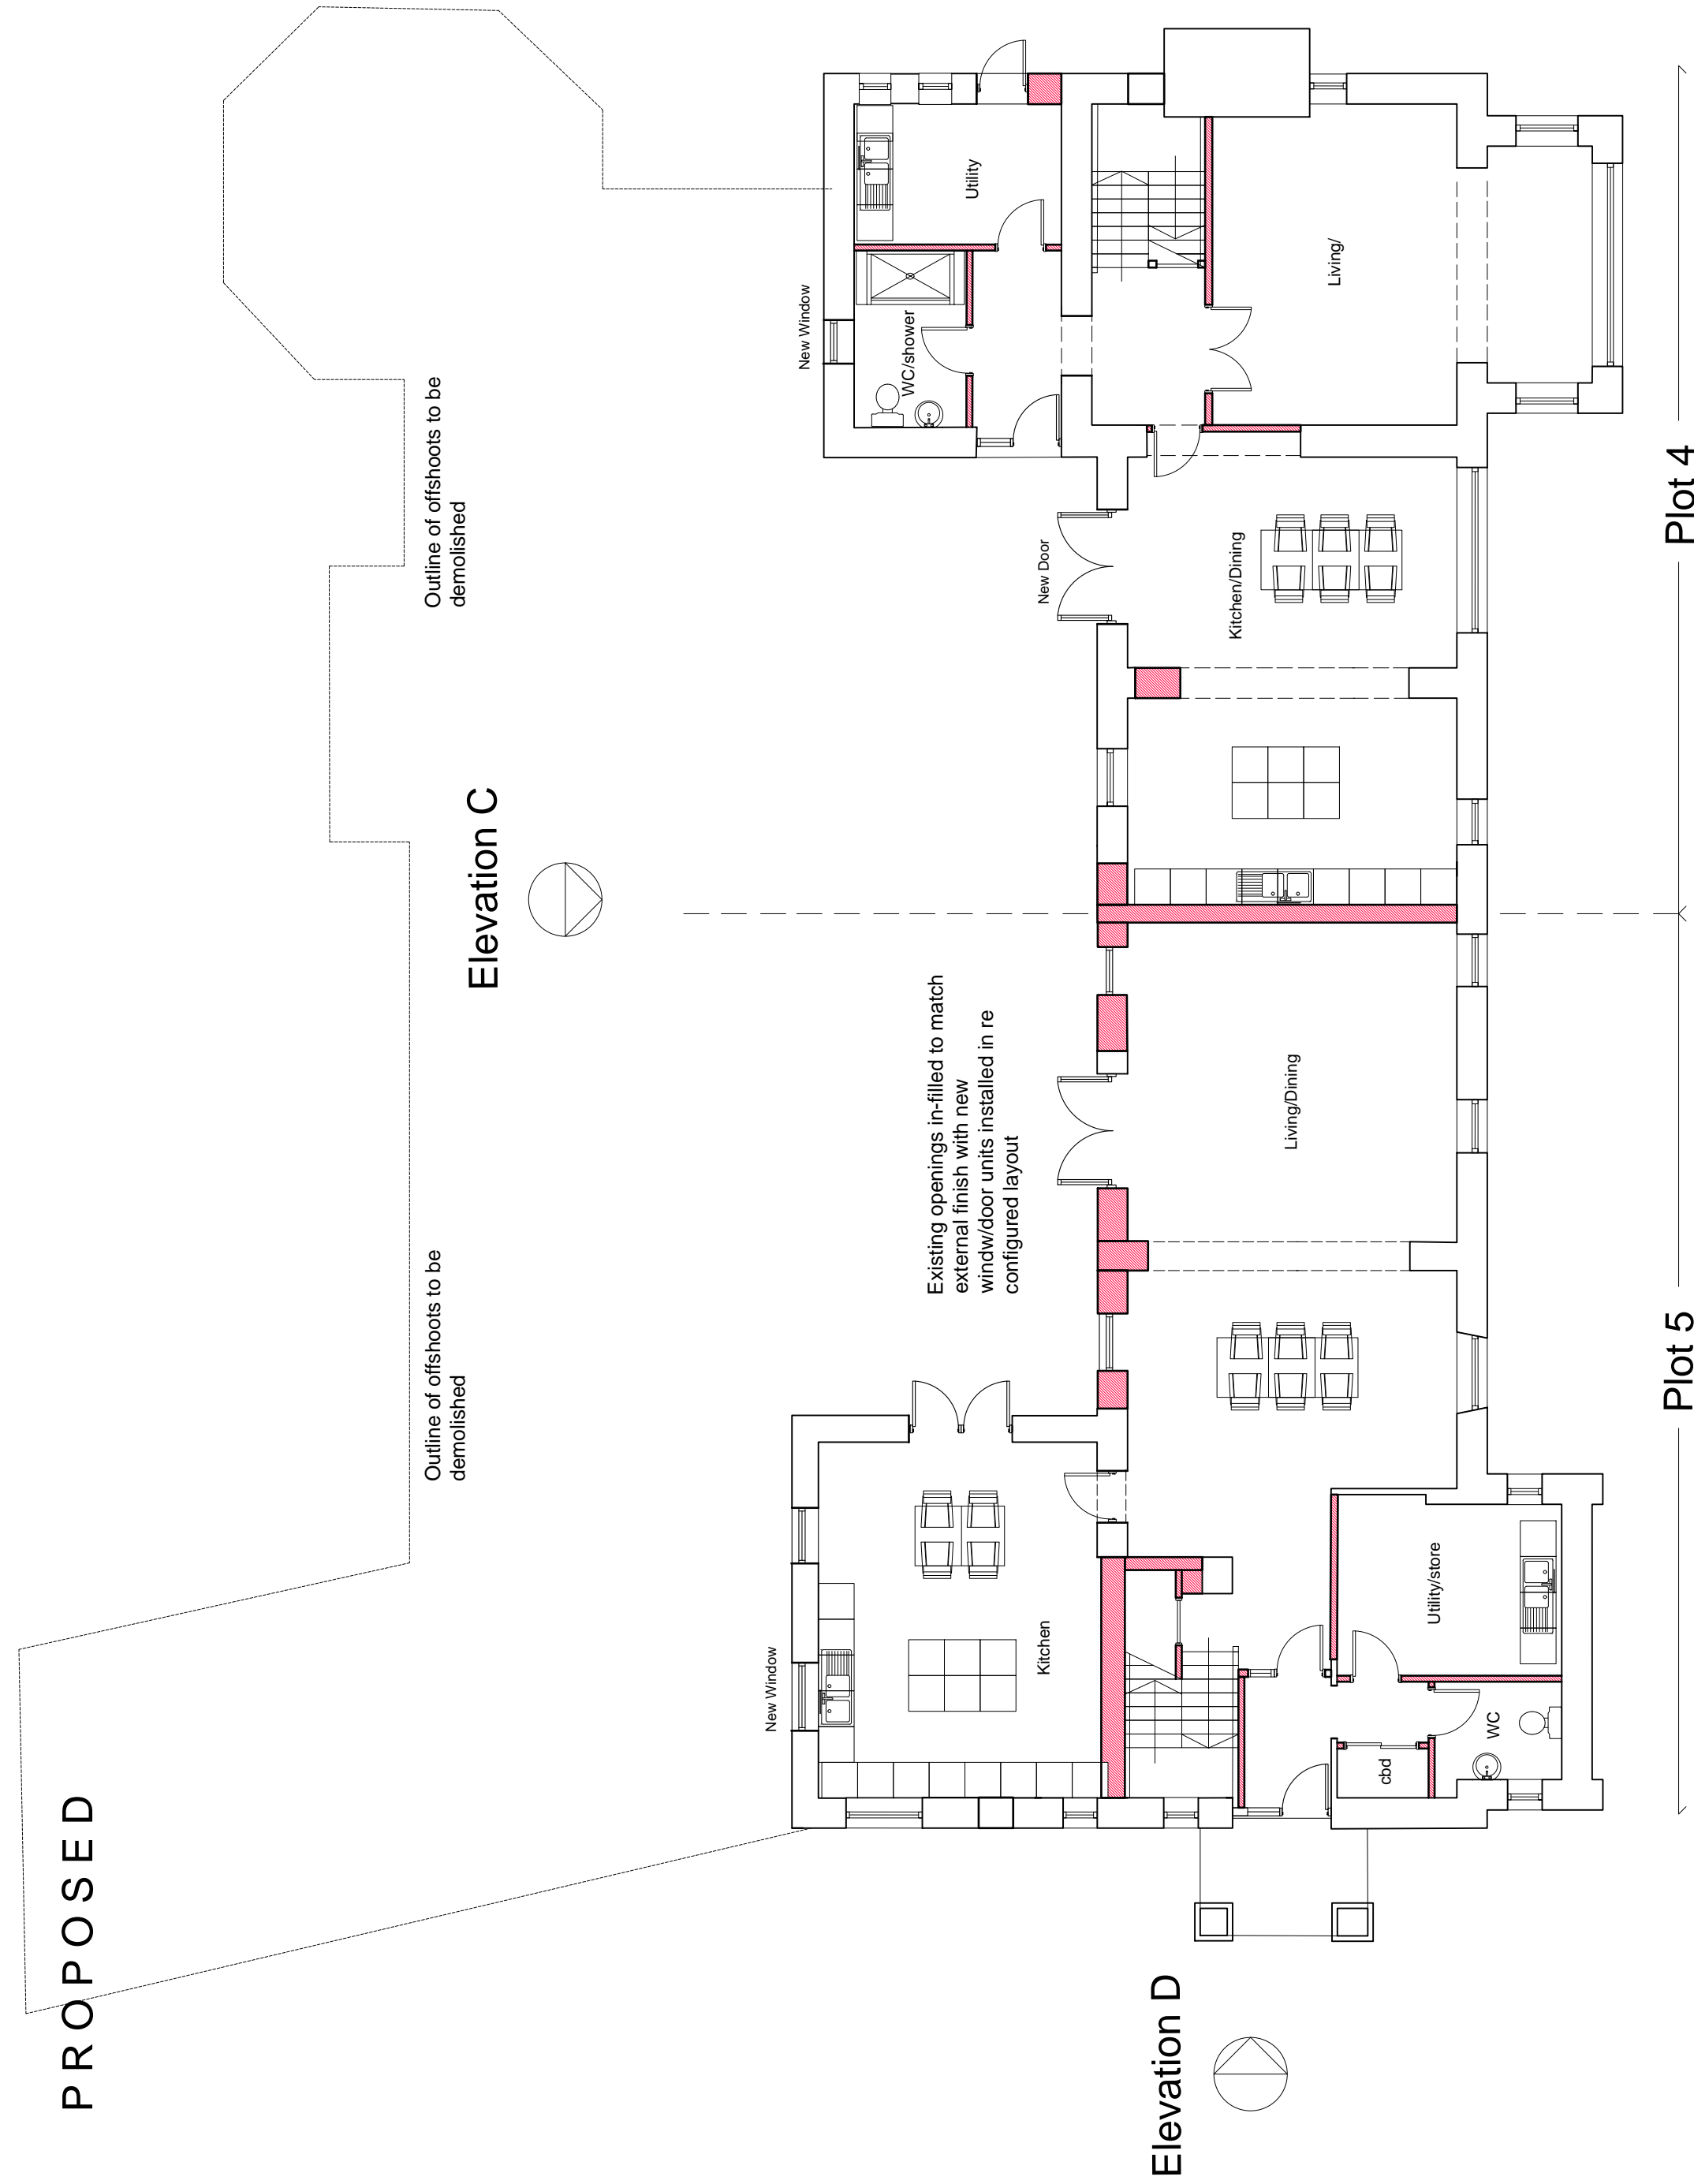 PROPOSED
Outline of offshoots to be
demolished
Outline of offshoots to be
demolished
Elevation C
New Window
Kitchen
New Window
WC/shower
Utility
Existing openings in-filled to match
external finish with new
windw/door units installed in re
configured layout
New Door
Elevation D
Kitchen/Dining
Living/Dining
Living/
cbd
Utility/store
WC
Plot 5
Plot 4